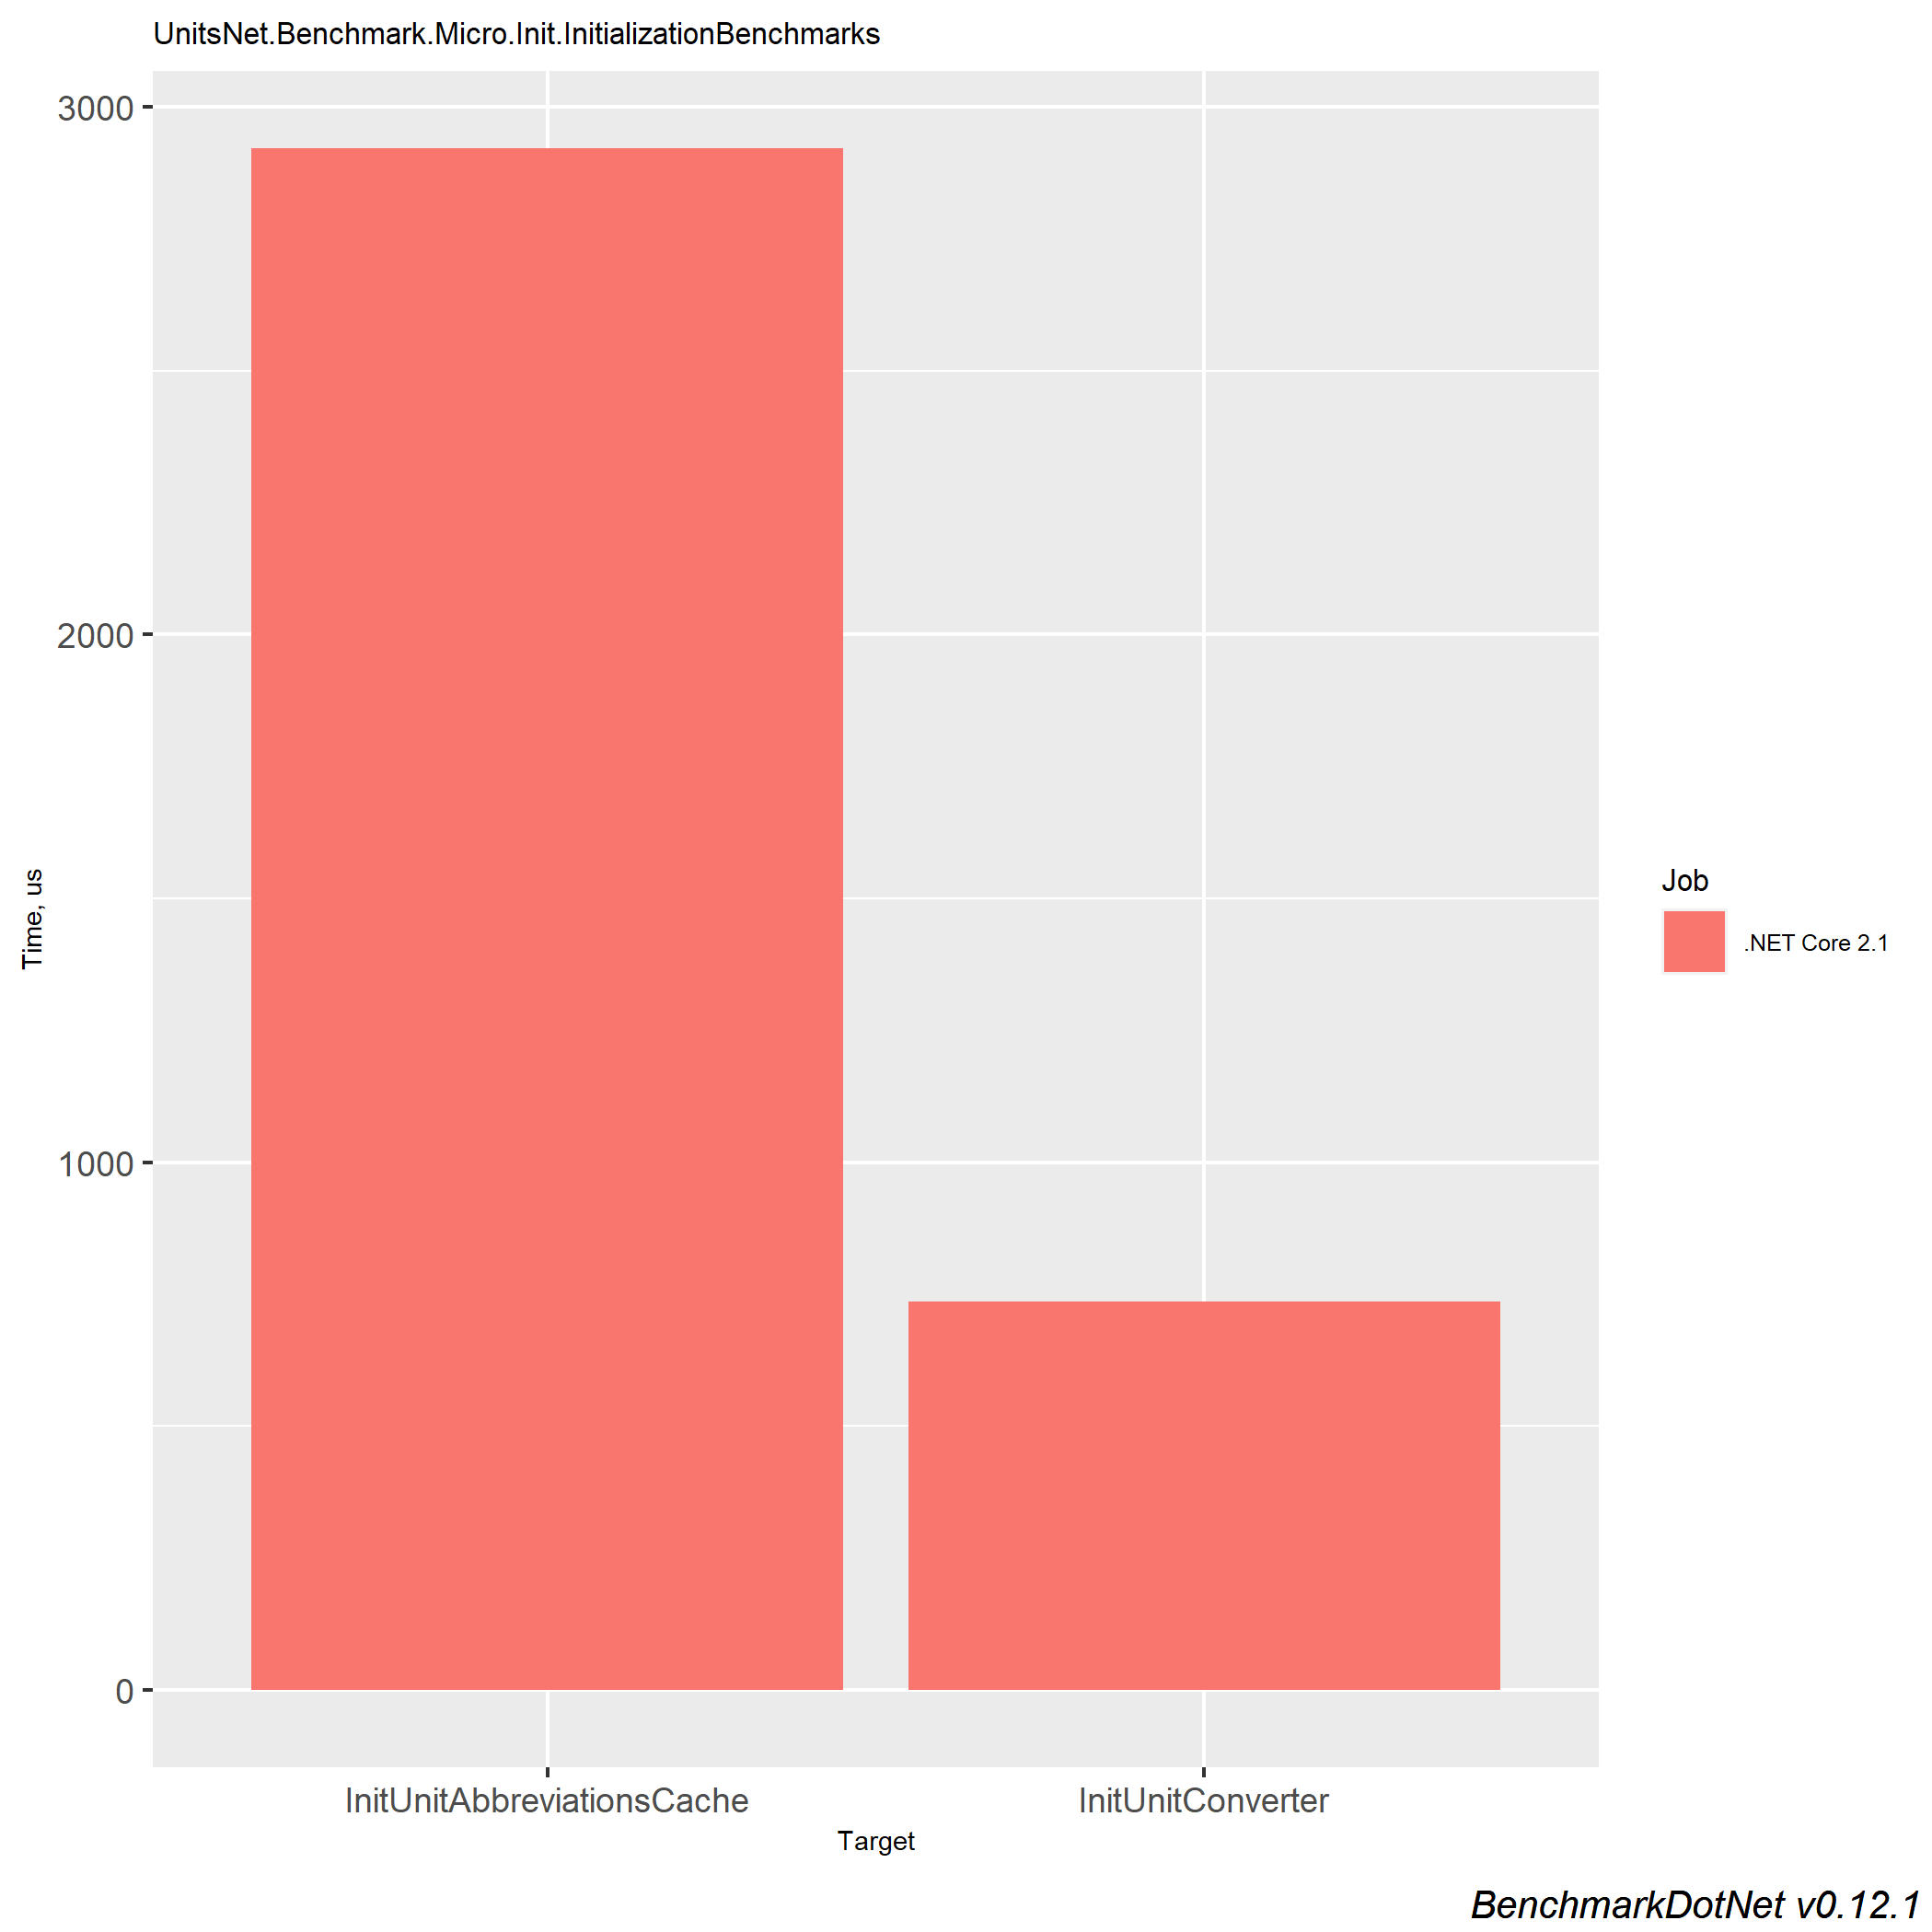 UnitsNet.Benchmark.Micro.Init.InitializationBenchmarks
3000
2000
1000
0
Time, us
InitUnitAbbreviationsCache
InitUnitConverter
Target
Job
.NET Core 2.1
BenchmarkDotNet v0.12.1